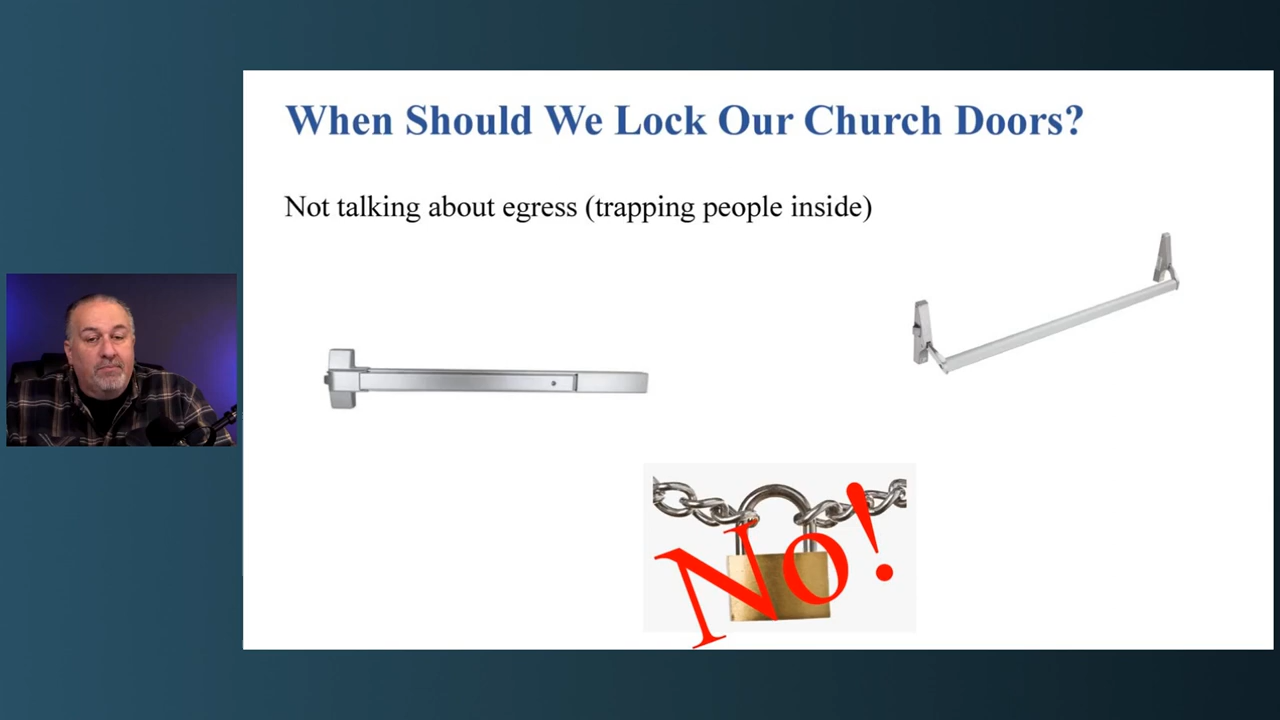 When Should We Lock Our Church Doors?
Not talking about egress (trapping people inside)
No!